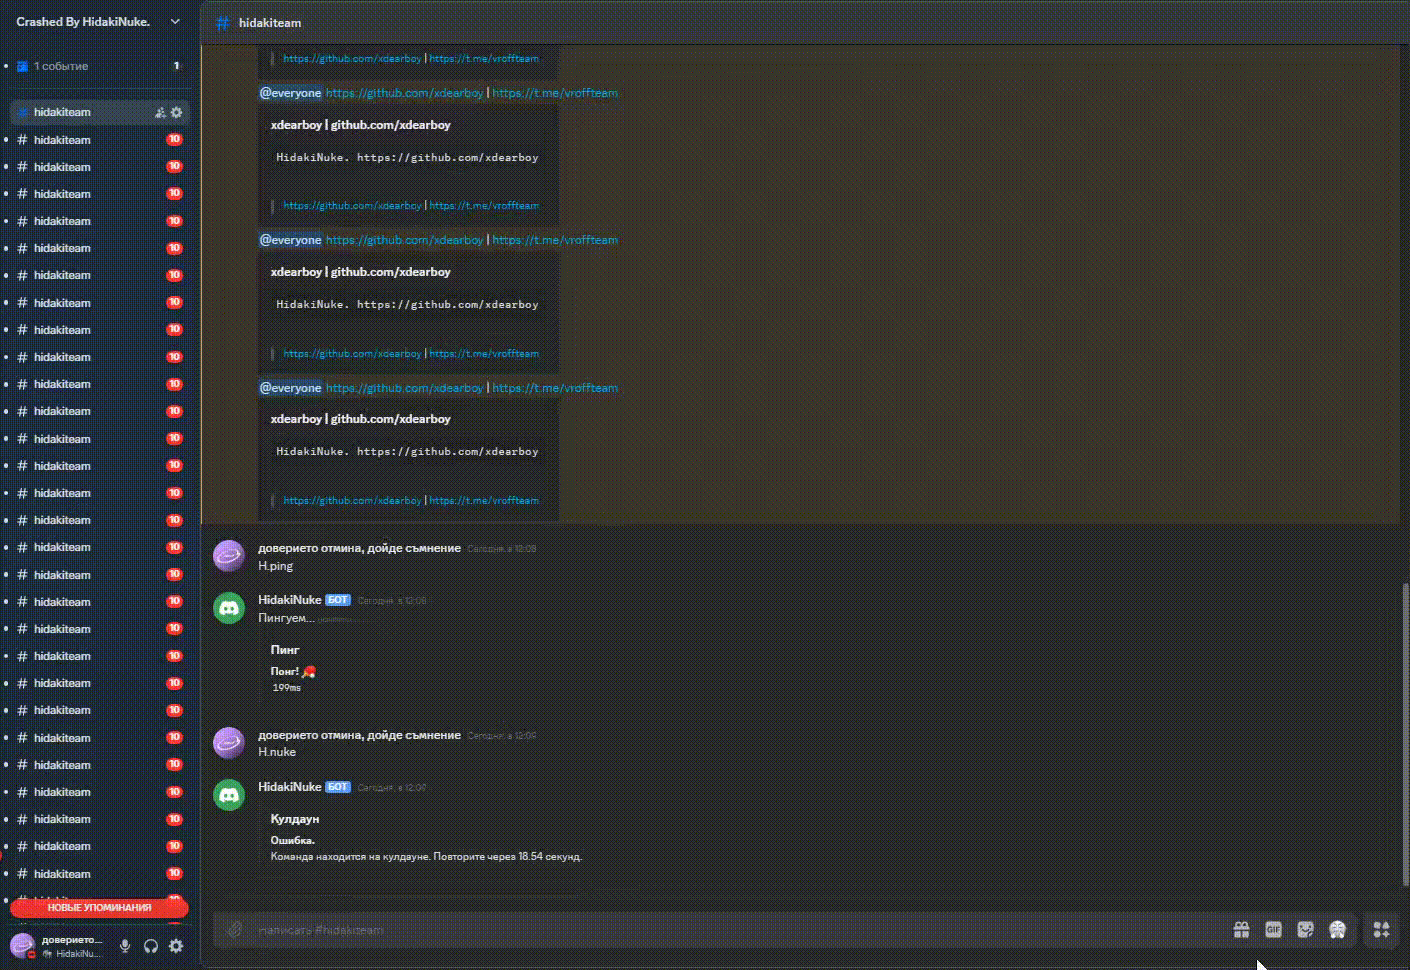 Crashed By HidakiNuke.
1 событие
1
hidakiteam
hidakiteam
10
hidakiteam
10
hidakiteam
10
hidakiteam
10
hidakiteam
10
hidakiteam
10
hidakiteam
10
hidakiteam
10
hidakiteam
10
hidakiteam
10
hidakiteam
10
hidakiteam
10
hidakiteam
10
hidakiteam
10
hidakiteam
10
hidakiteam
10
hidakiteam
10
hidakiteam
10
hidakiteam
10
hidakiteam
10
hidakiteam
10
hidakiteam
10
hidakiteam
10
hidakiteam
10
hidakiteam
10
hidakiteam
10
hidakiteam
10
hidakiteam
10
НОВЫЕ УПОМИНАНИЯ
доверието...
HidakiNu...
hidakiteam
https://github.com/xdearboy | https://t.me/vroffteam
@everyone https://github.com/xdearboy | https://t.me/vroffteam
xdearboy | github.com/xdearboy
HidakiNuke. https://github.com/xdearboy
https://github.com/xdearboy | https://t.me/vroffteam
@everyone https://github.com/xdearboy | https://t.me/vroffteam
xdearboy | github.com/xdearboy
HidakiNuke. https://github.com/xdearboy
https://github.com/xdearboy | https://t.me/vroffteam
@everyone https://github.com/xdearboy | https://t.me/vroffteam
xdearboy | github.com/xdearboy
HidakiNuke. https://github.com/xdearboy
https://github.com/xdearboy | https://t.me/vroffteam
доверието отмина, дойде съмнение Сегодня, в 12:08
H.ping
HidakiNuke БОТ Сегодня, в 12:08
Пингуем...
Пинг
Понг!
199ms
доверието отмина, дойде съмнение Сегодня, в 12:09
H.nuke
HidakiNuke БОТ Сегодня, в 12:09
Кулдаун
Ошибка.
Команда находится на кулдауне. Повторите через 18.54 секунд.
Написать #hidakiteam
GIF